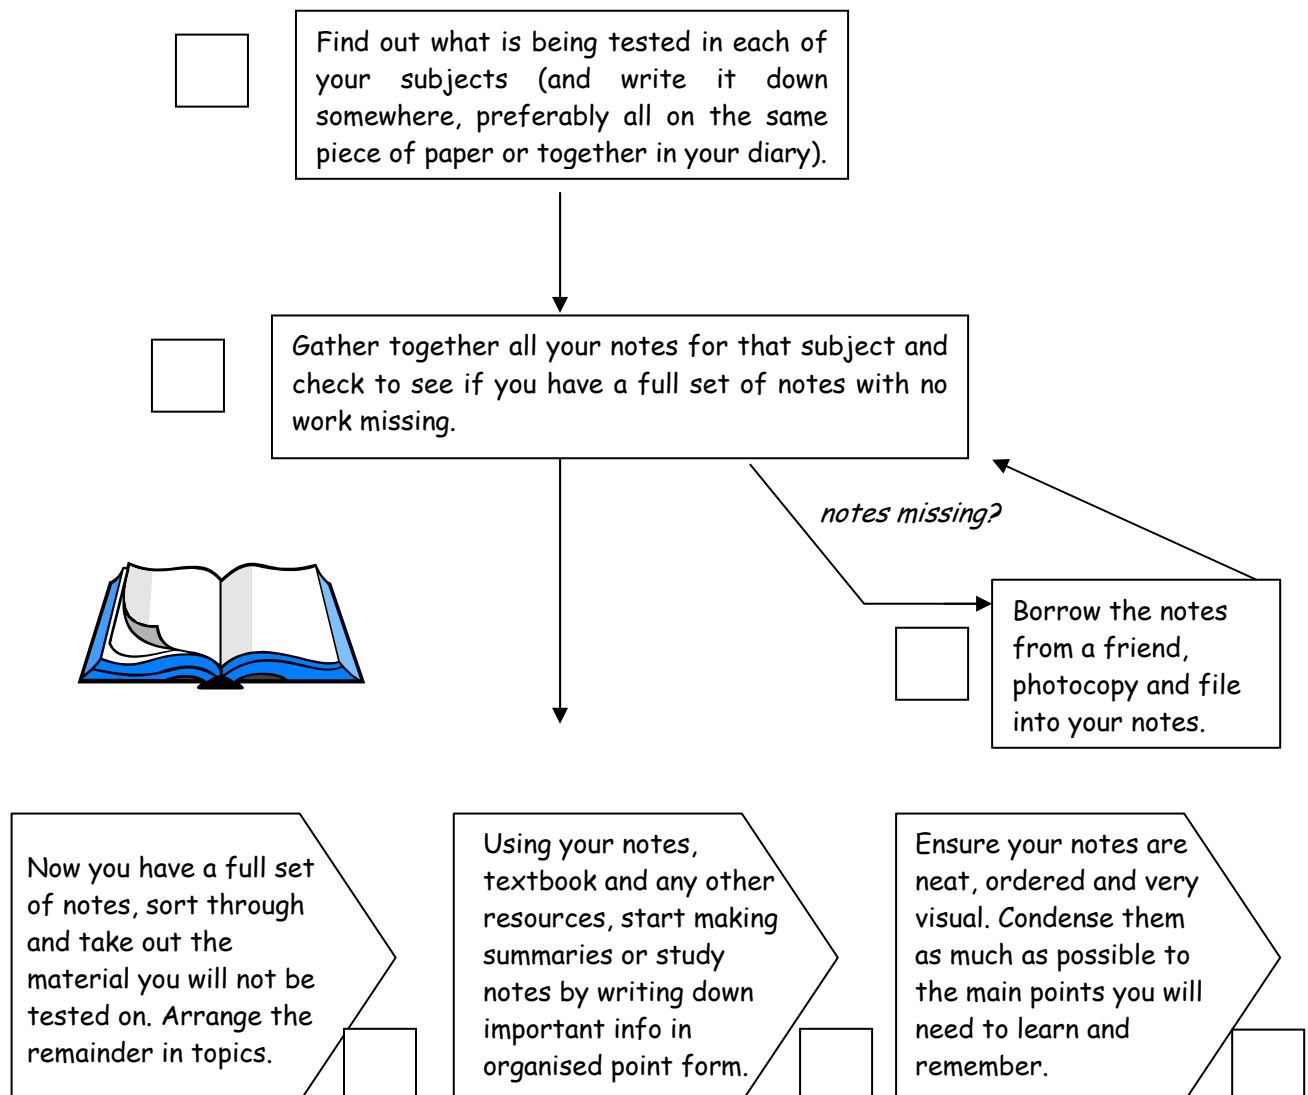 Find out what is being tested in each of
your subjects (and write it down
somewhere, preferably all on the same
piece of paper or together in your diary).
Gather together all your notes for that subject and
check to see if you have a full set of notes with no
work missing.
notes missing?
Borrow the notes
from a friend,
photocopy and file
into your notes.
Now you have a full set
of notes, sort through
and take out the
material you will not be
tested on. Arrange the
remainder in topics.
Using your notes,
textbook and any other
resources, start making
summaries or study
notes by writing down
important info in
organised point form.
Ensure your notes are
neat, ordered and very
visual. Condense them
as much as possible to
the main points you will
need to learn and
remember.